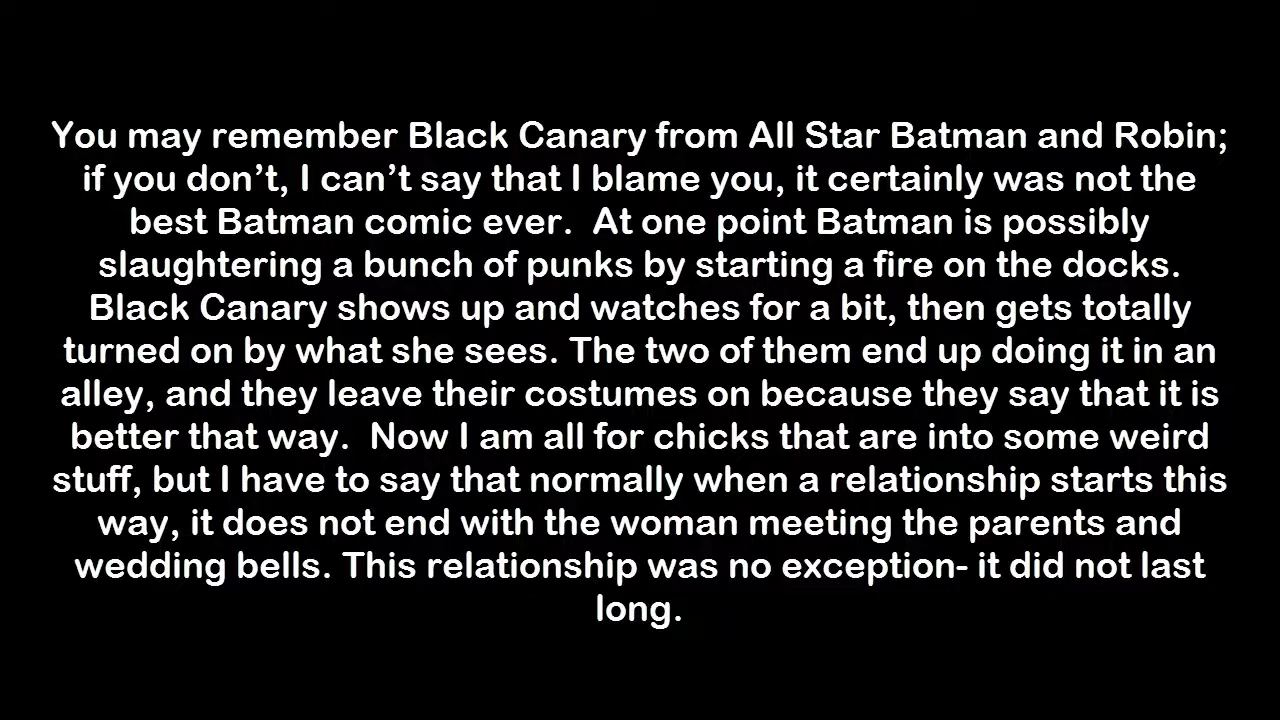 You may remember Black Canary from All Star Batman and Robin;
if you don’t, I can’t say that I blame you, it certainly was not the
best Batman comic ever.  At one point Batman is possibly
slaughtering a bunch of punks by starting a fire on the docks.
Black Canary shows up and watches for a bit, then gets totally
turned on by what she sees. The two of them end up doing it in an
alley, and they leave their costumes on because they say that it is
better that way.  Now I am all for chicks that are into some weird
stuff, but I have to say that normally when a relationship starts this
way, it does not end with the woman meeting the parents and
wedding bells. This relationship was no exception- it did not last
long.